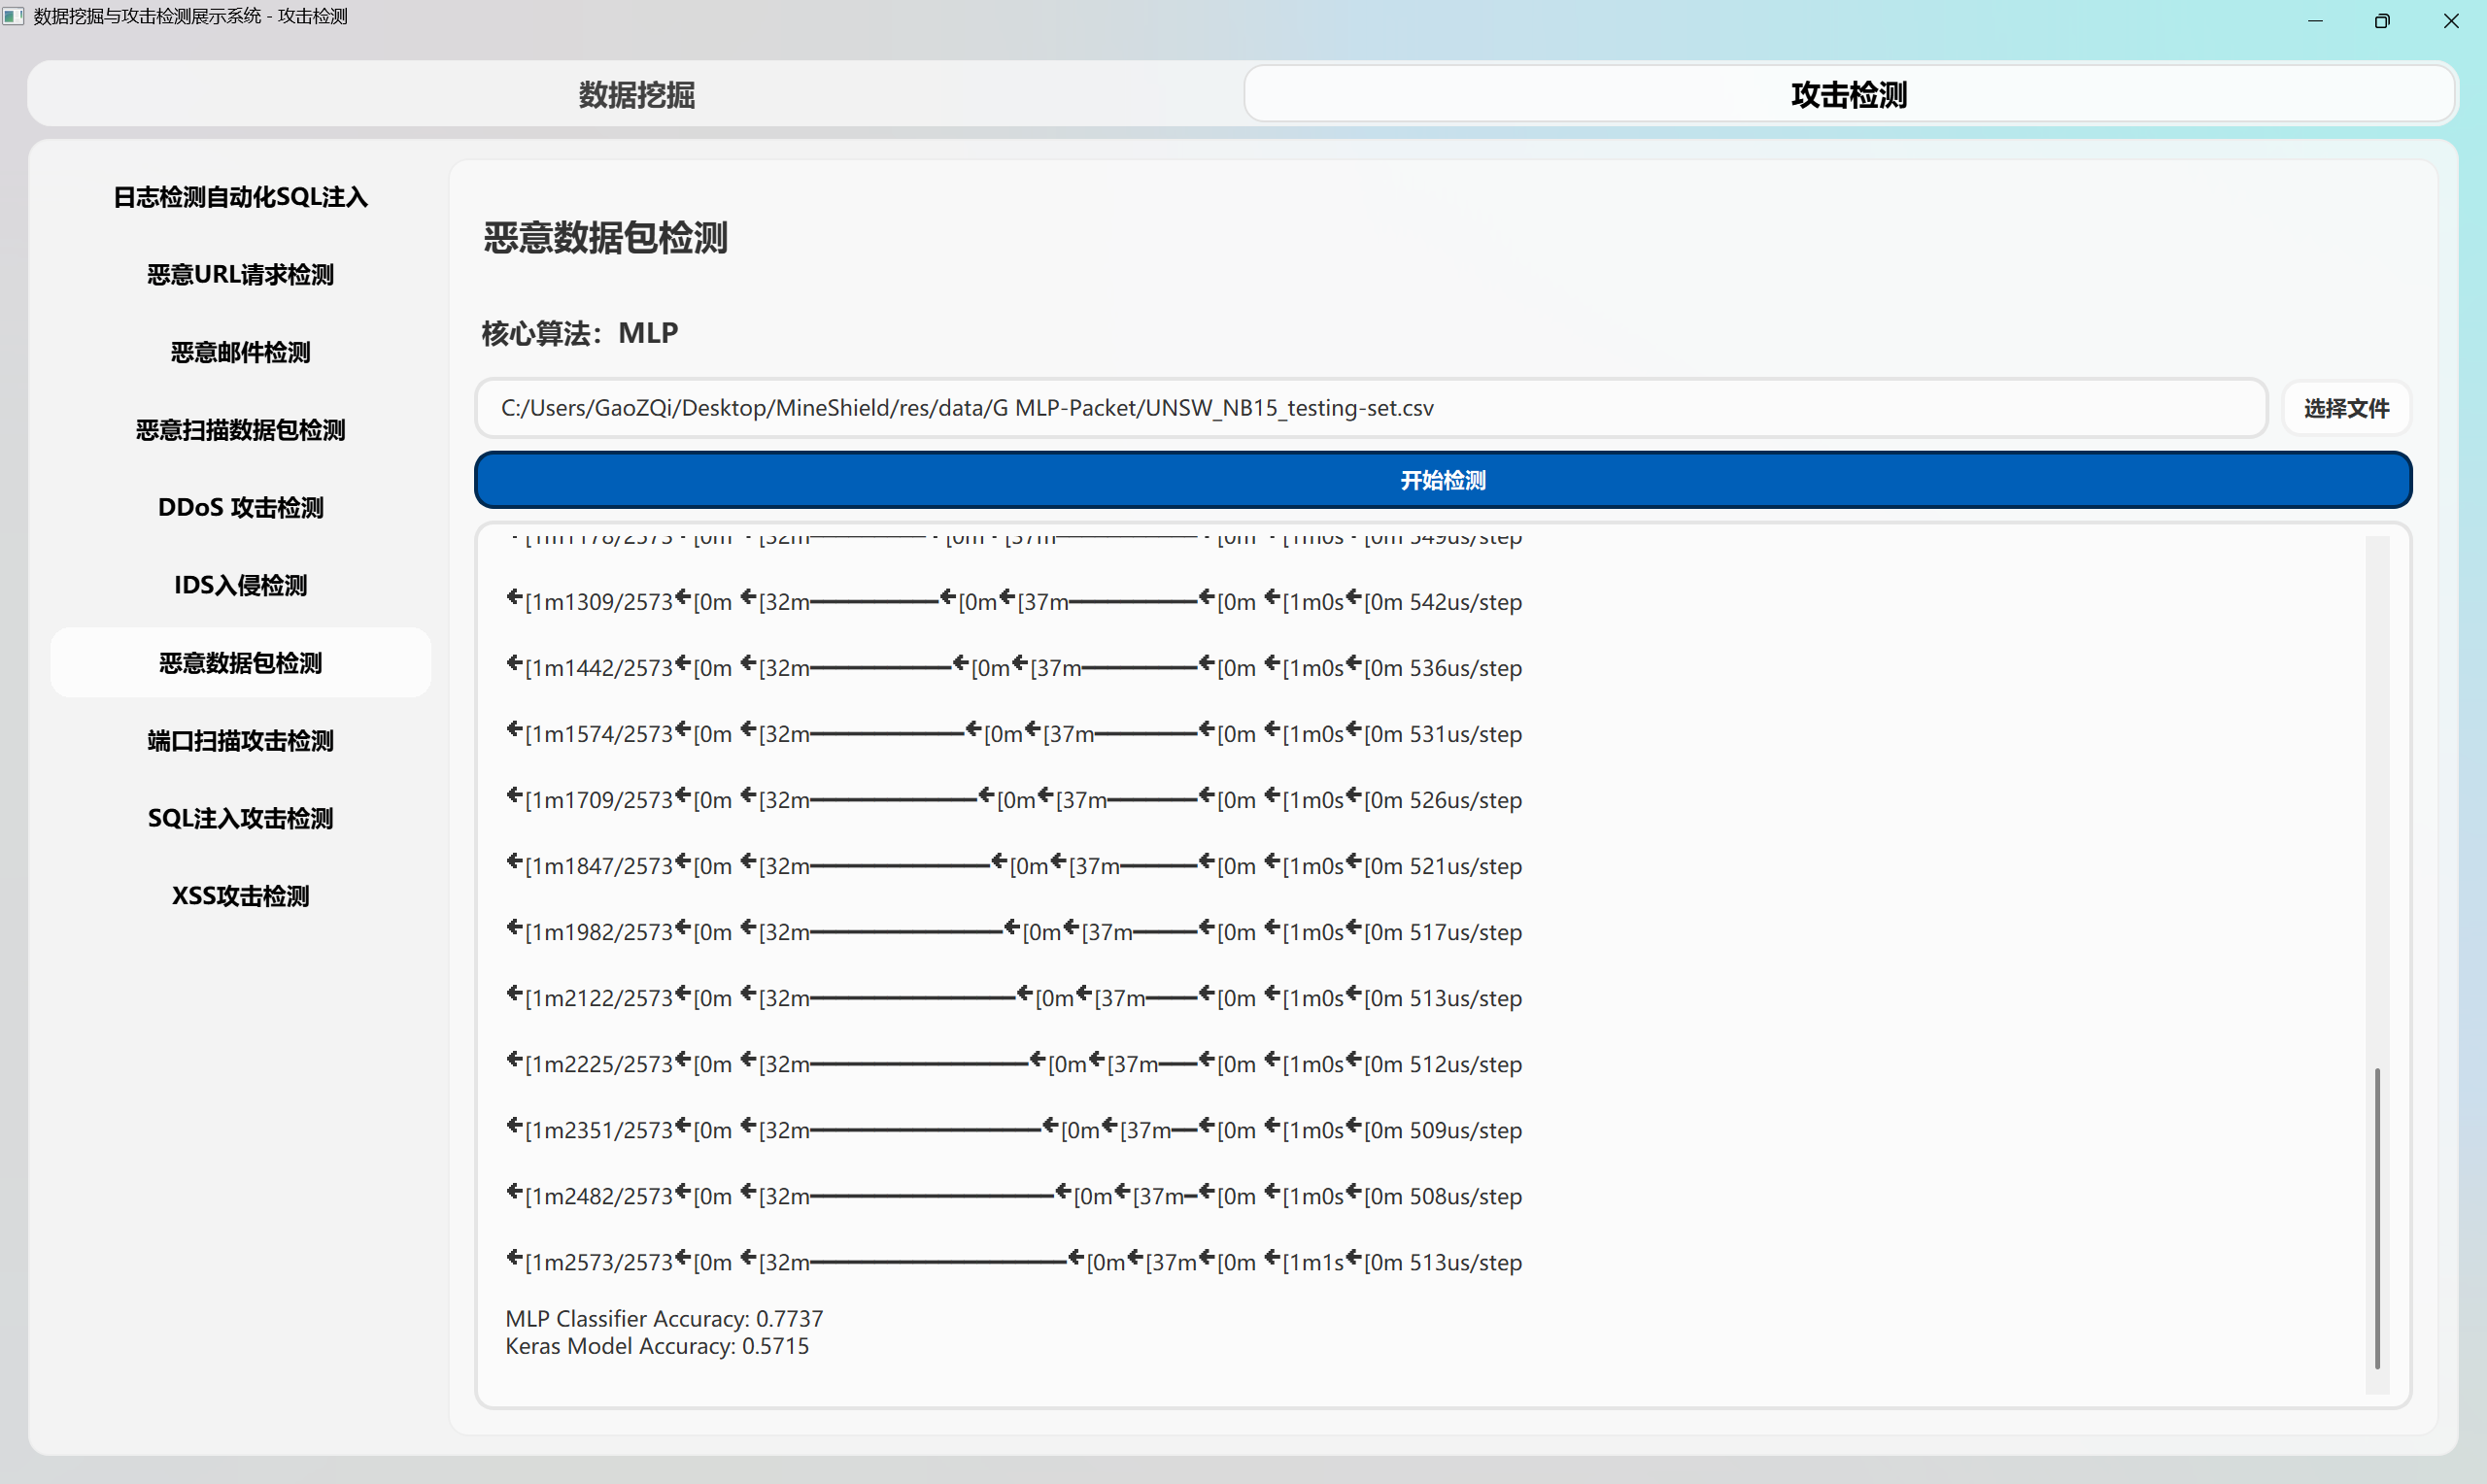 数据挖掘与攻击检测展示系统 - 攻击检测
数据挖掘
攻击检测
日志检测自动化SQL注入
恶意URL请求检测
恶意邮件检测
恶意扫描数据包检测
DDoS 攻击检测
IDS入侵检测
恶意数据包检测
端口扫描攻击检测
SQL注入攻击检测
XSS攻击检测
恶意数据包检测
核心算法：MLP
C:/Users/GaoZQi/Desktop/MineShield/res/data/G MLP-Packet/UNSW_NB15_testing-set.csv
选择文件
开始检测
←[1m1309/2573←[0m ←[32m━━━━━━━━━━←[0m←[37m━━━━━━━━━━←[0m ←[1m0s←[0m 542us/step
←[1m1442/2573←[0m ←[32m━━━━━━━━━━━←[0m←[37m━━━━━━━━━←[0m ←[1m0s←[0m 536us/step
←[1m1574/2573←[0m ←[32m━━━━━━━━━━━━←[0m←[37m━━━━━━━━←[0m ←[1m0s←[0m 531us/step
←[1m1709/2573←[0m ←[32m━━━━━━━━━━━━━←[0m←[37m━━━━━━━←[0m ←[1m0s←[0m 526us/step
←[1m1847/2573←[0m ←[32m━━━━━━━━━━━━━━←[0m←[37m━━━━━━←[0m ←[1m0s←[0m 521us/step
←[1m1982/2573←[0m ←[32m━━━━━━━━━━━━━━━←[0m←[37m━━━━━←[0m ←[1m0s←[0m 517us/step
←[1m2122/2573←[0m ←[32m━━━━━━━━━━━━━━━━←[0m←[37m━━━━←[0m ←[1m0s←[0m 513us/step
←[1m2225/2573←[0m ←[32m━━━━━━━━━━━━━━━━━←[0m←[37m━━━←[0m ←[1m0s←[0m 512us/step
←[1m2351/2573←[0m ←[32m━━━━━━━━━━━━━━━━━━←[0m←[37m━━←[0m ←[1m0s←[0m 509us/step
←[1m2482/2573←[0m ←[32m━━━━━━━━━━━━━━━━━━━←[0m←[37m━←[0m ←[1m0s←[0m 508us/step
←[1m2573/2573←[0m ←[32m━━━━━━━━━━━━━━━━━━━━←[0m←[37m←[0m ←[1m1s←[0m 513us/step
MLP Classifier Accuracy: 0.7737
Keras Model Accuracy: 0.5715